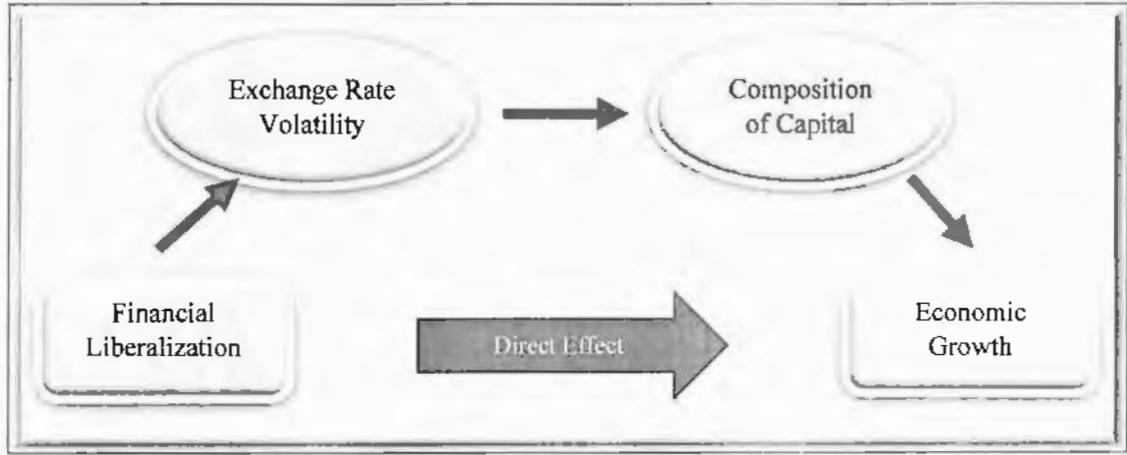 Exchange Rate
Volatility
Composition
of Capital
Financial
Liberalization
Direct Effect
Economic
Growth